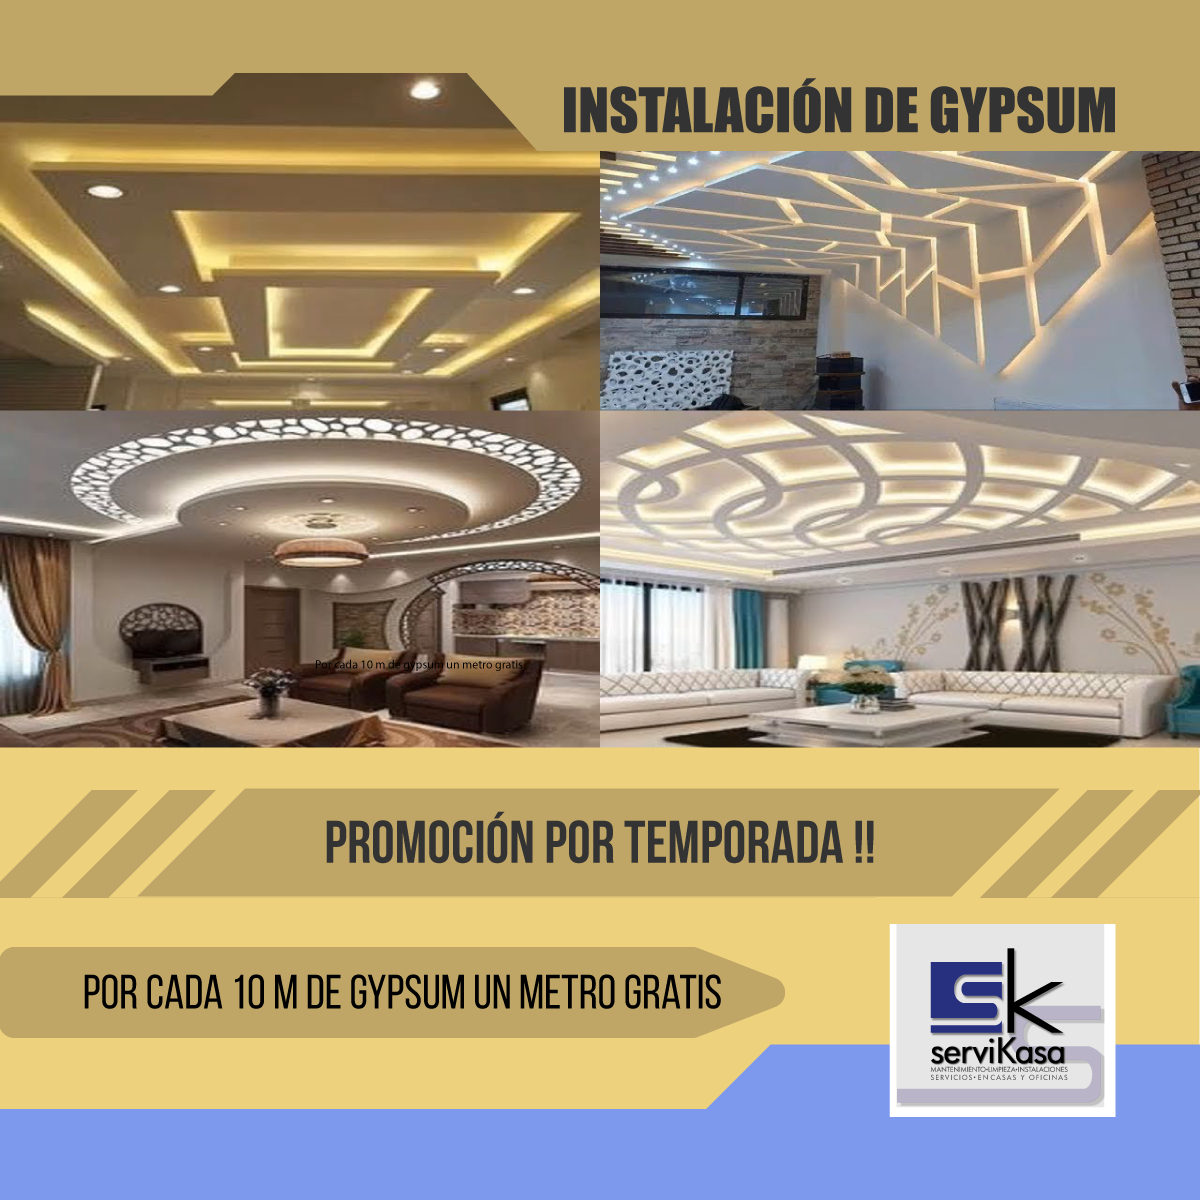 INSTALACIÓN DE GYPSUM
Por cada 10 m de gypsum un metro gratis
PROMOCIÓN POR TEMPORADA !!
POR CADA 10 M DE GYPSUM UN METRO GRATIS
sk
serviKasa
MANTENIMIENTO•LIMPIEZA•INSTALACIONES
SERVICIOS•EN CASAS Y OFICINAS